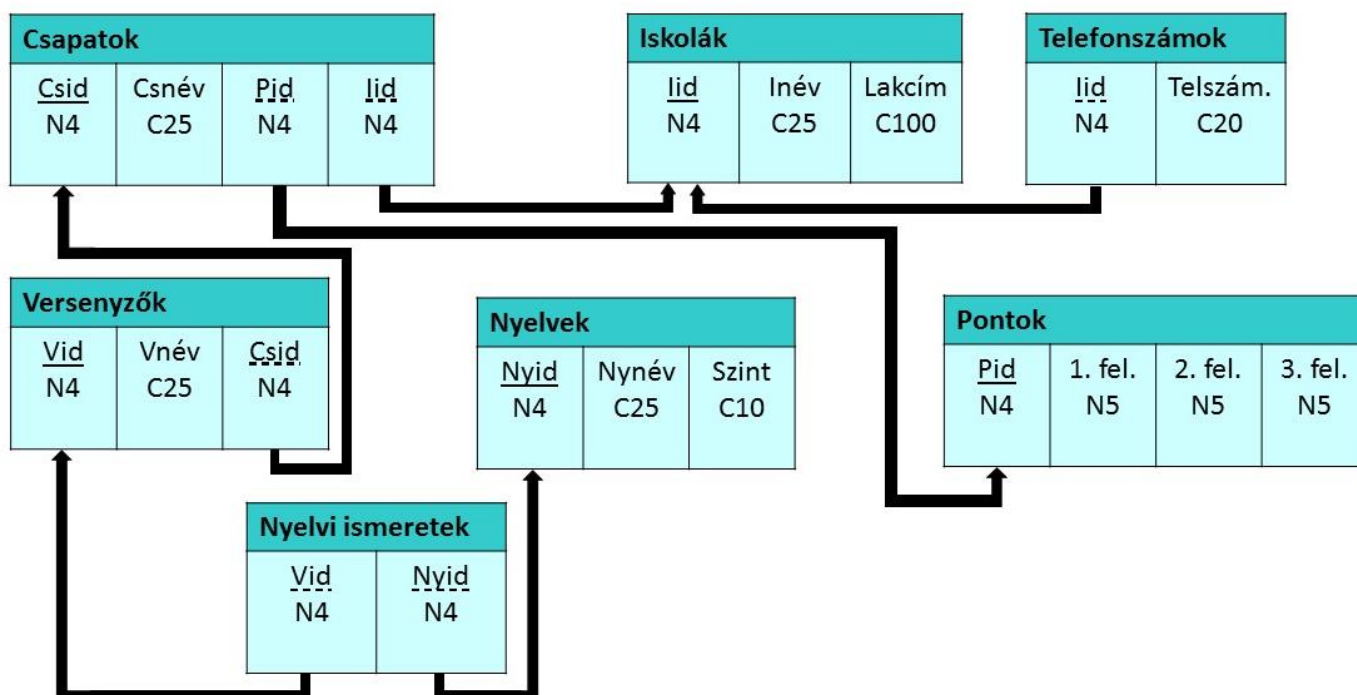 Csapatok
Csid Csnév Pid Iid
N4 C25 N4 N4
Iskolák
Iid Inév Lakcím
N4 C25 C100
Telefonszámok
Iid Telszám.
N4 C20
Versenyzők
Vid Vnév Csid
N4 C25 N4
Nyelvek
Nyid Nynév Szint
N4 C25 C10
Pontok
Pid 1. fel. 2. fel. 3. fel.
N4 N5 N5 N5
Nyelvi ismeretek
Vid Nyid
N4 N4